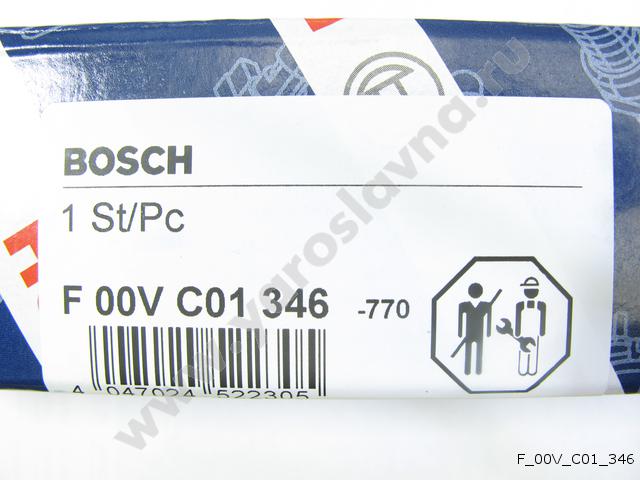 BOSCH
1 St/Pc
F 00V C01 346 -770
4 047024 522305
www.yaroslavna.ru
F_00V_C01_346